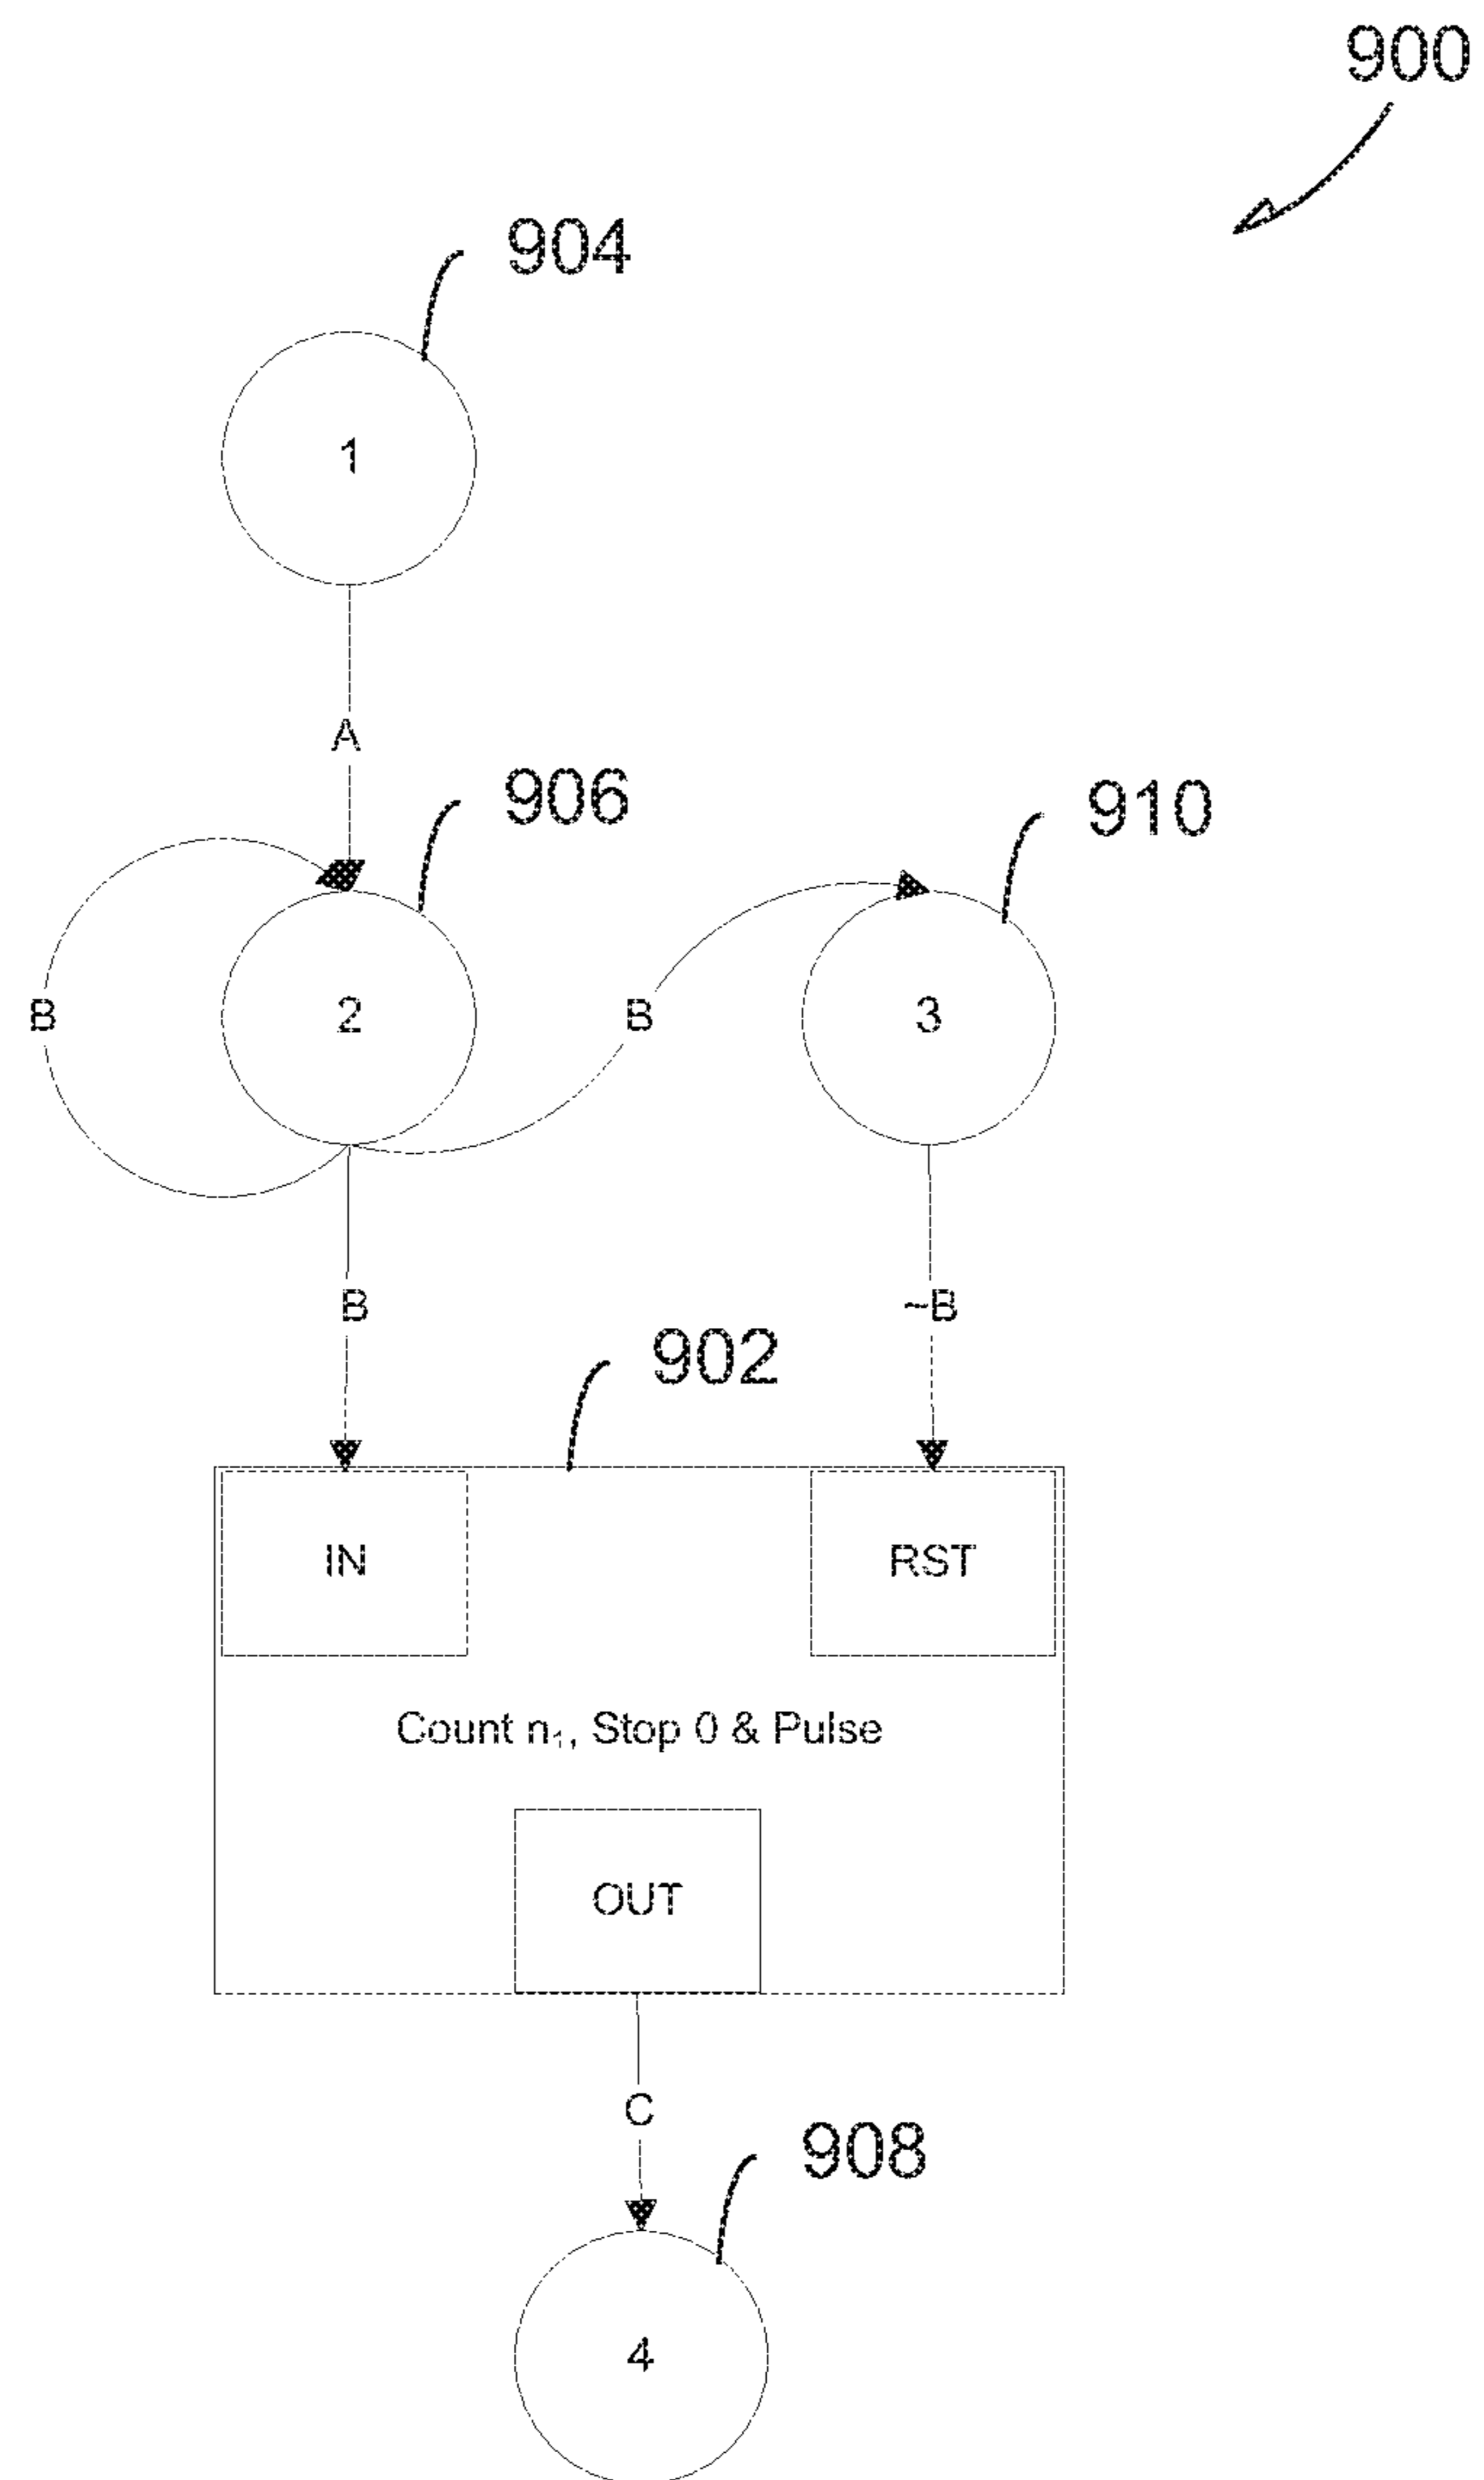 900
904
1
A
906
910
B
2
B
3
B
~B
902
IN
RST
Count n₁, Stop 0 & Pulse
OUT
C
908
4